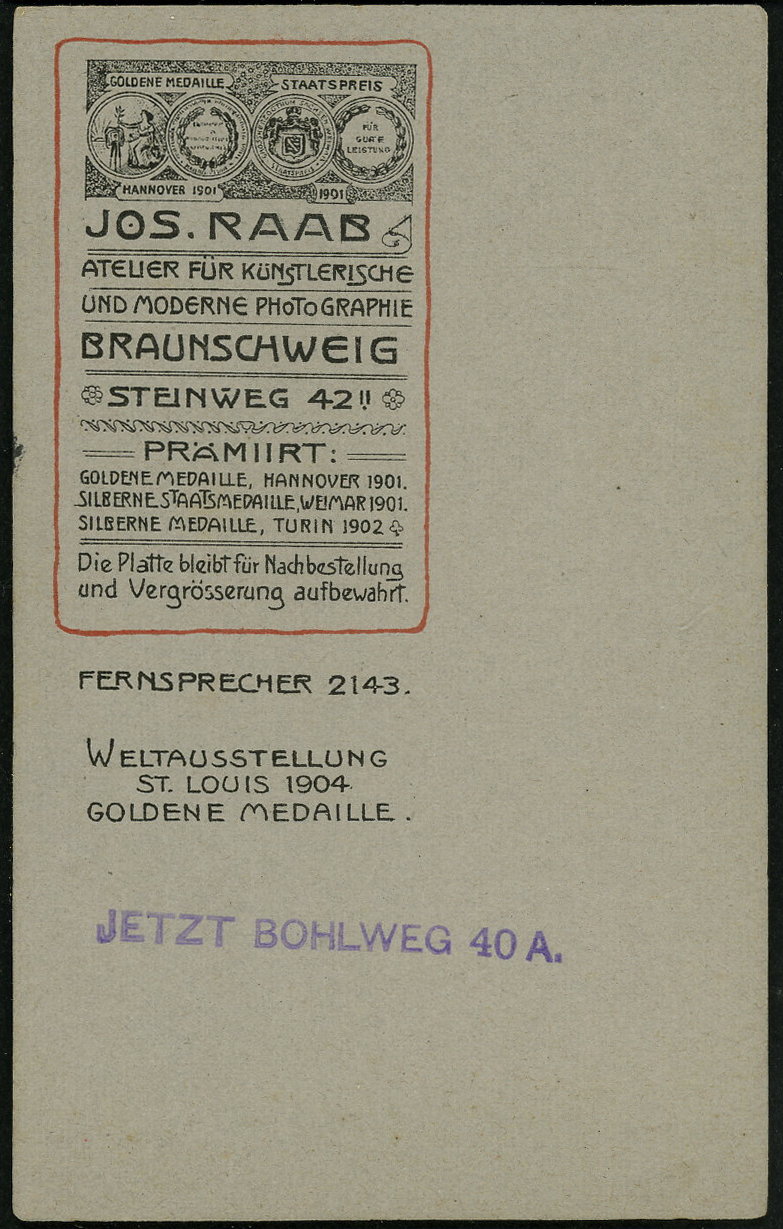 GOLDENE MEDAILLE
STAATSPREIS
FÜR
GUTE
LEISTUNG
HANNOVER 1901
1901
JOS. RAAB
ATELIER FÜR KÜNSTLERISCHE
UND MODERNE PHOTOGRAPHIE
BRAUNSCHWEIG
STEINWEG 42!!
PRÄMIIRT:
GOLDENE MEDAILLE, HANNOVER 1901.
SILBERNE STAATSMEDAILLE, WEIMAR 1901.
SILBERNE MEDAILLE, TURIN 1902
Die Platte bleibt für Nachbestellung
und Vergrösserung aufbewahrt.
FERNSPRECHER 2143.
WELTAUSSTELLUNG
ST. LOUIS 1904.
GOLDENE MEDAILLE.
JETZT BOHLWEG 40 A.